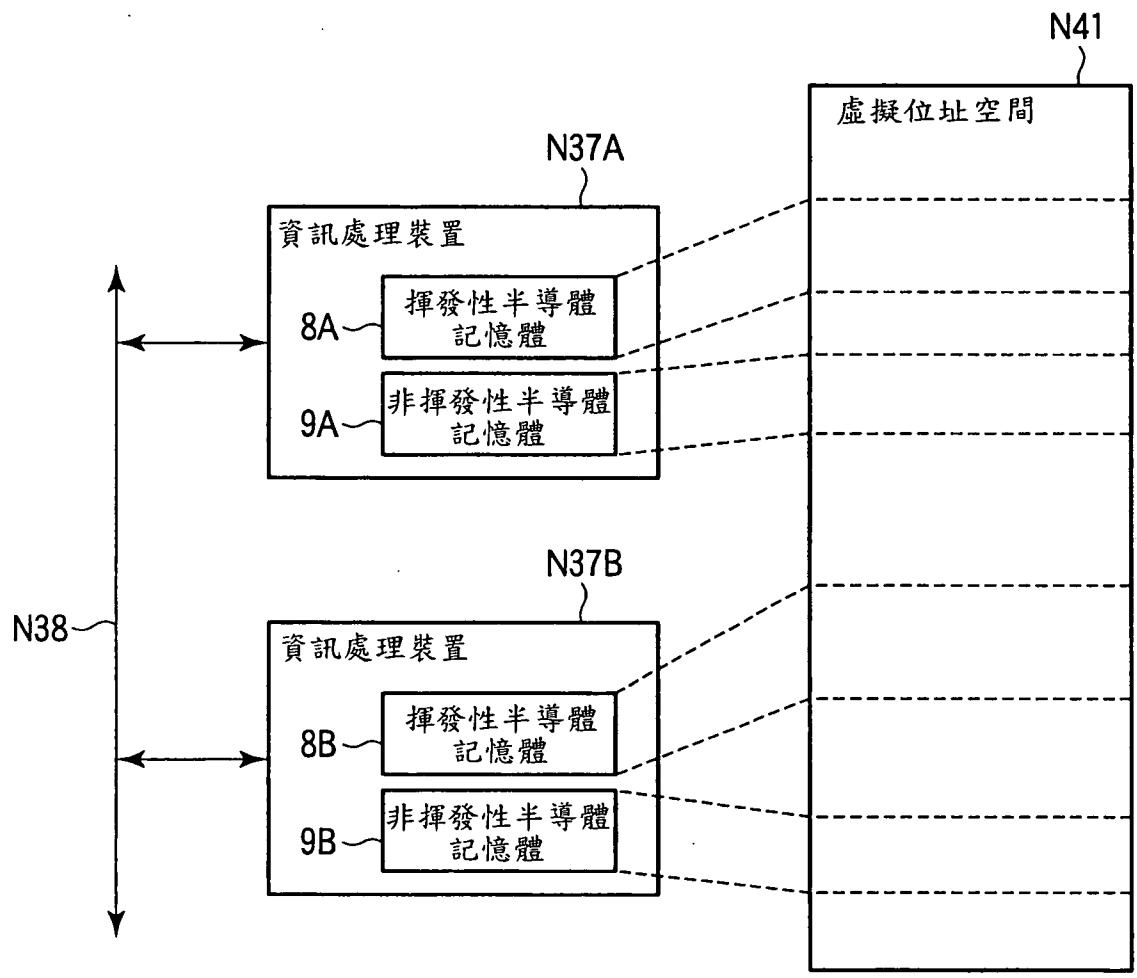 N41
虛擬位址空間
N37A
資訊處理裝置
8A
揮發性半導體
記憶體
9A
非揮發性半導體
記憶體
N38
N37B
資訊處理裝置
8B
揮發性半導體
記憶體
9B
非揮發性半導體
記憶體